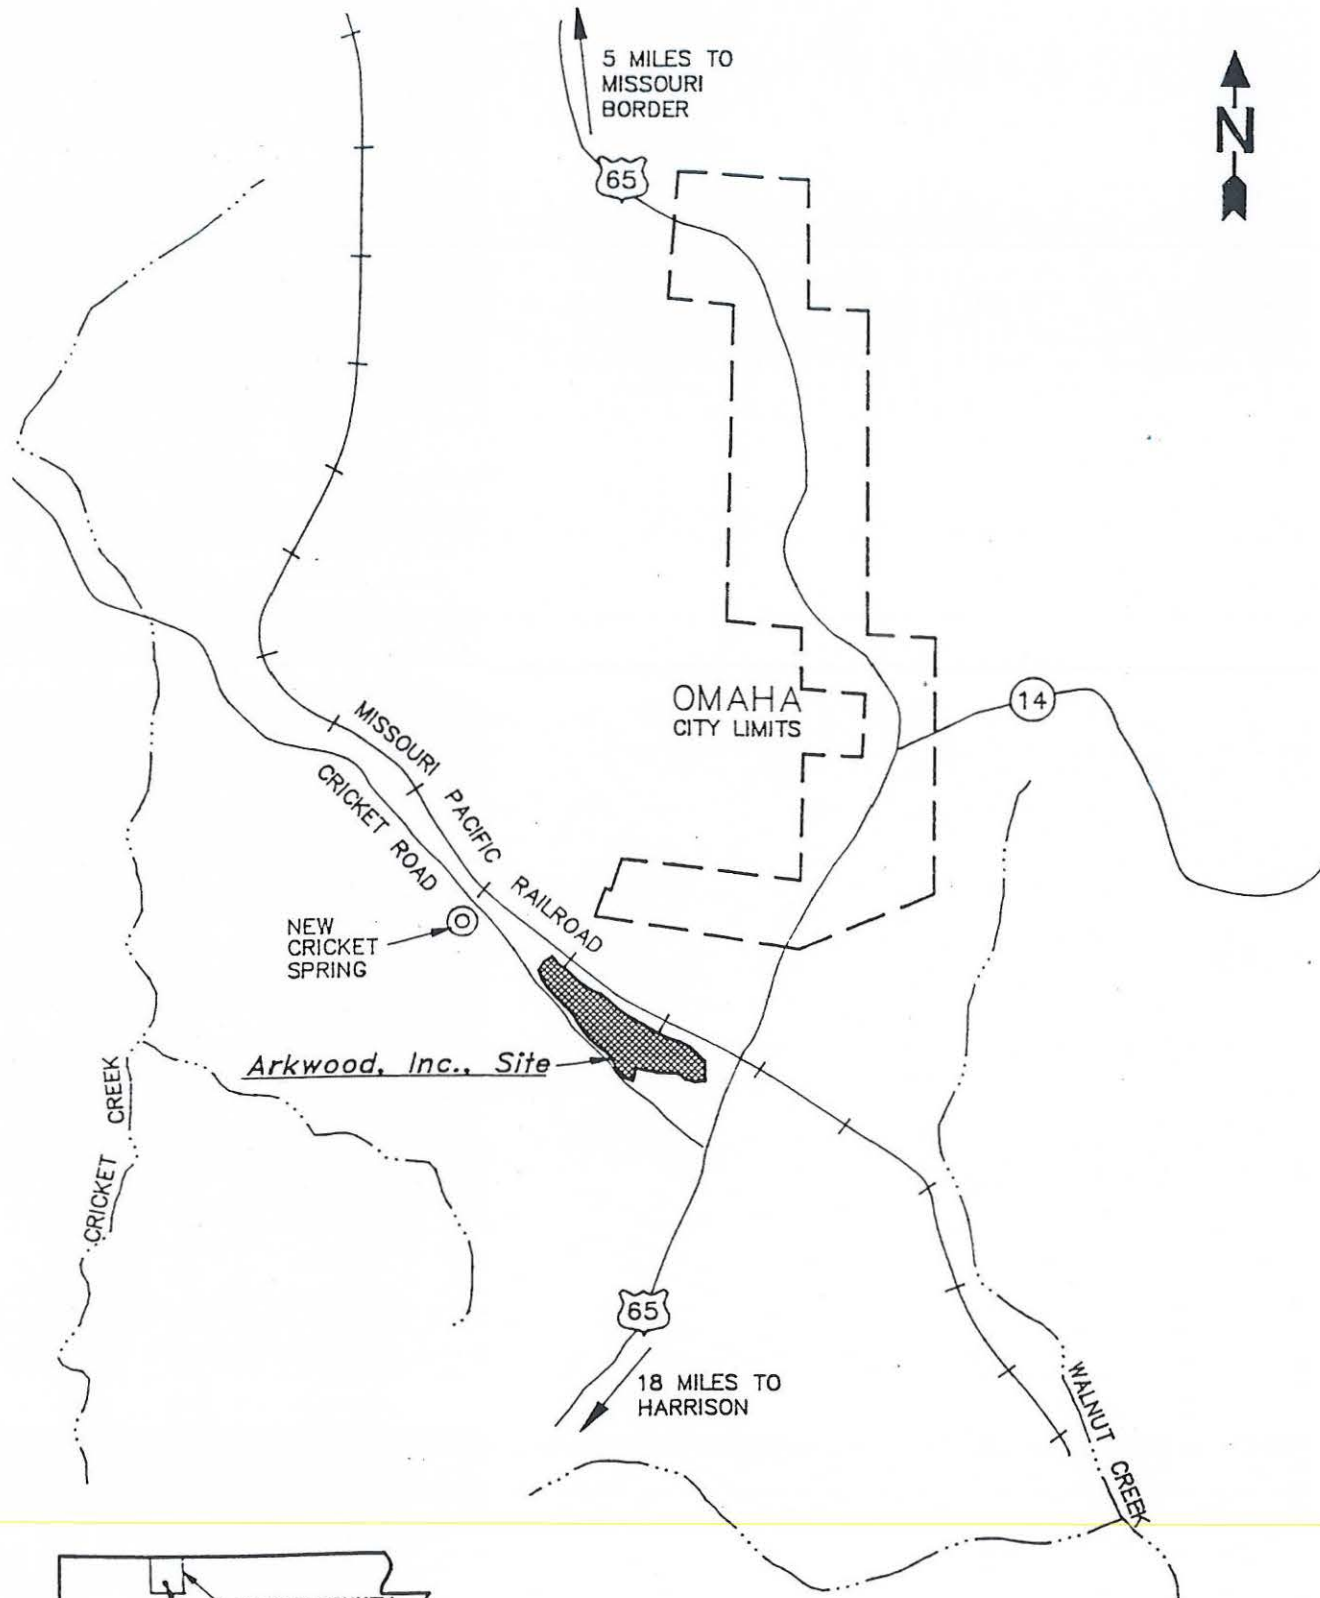 5 MILES TO
MISSOURI
BORDER
N
65
OMAHA
CITY LIMITS
14
MISSOURI PACIFIC RAILROAD
CRICKET ROAD
NEW
CRICKET
SPRING
Arkwood, Inc., Site
CRICKET CREEK
65
18 MILES TO
HARRISON
WALNUT CREEK